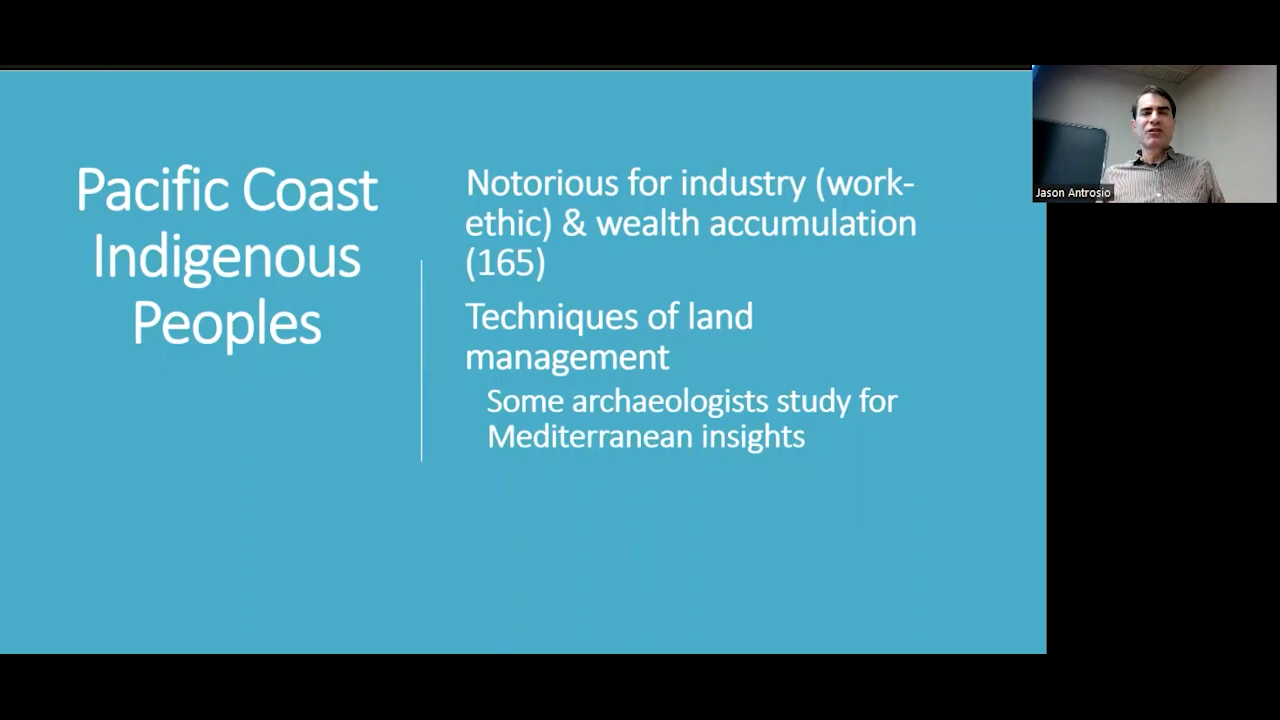 Pacific Coast
Indigenous
Peoples
Notorious for industry (work-
ethic) & wealth accumulation
(165)
Techniques of land
management
Some archaeologists study for
Mediterranean insights
Jason Antrosio